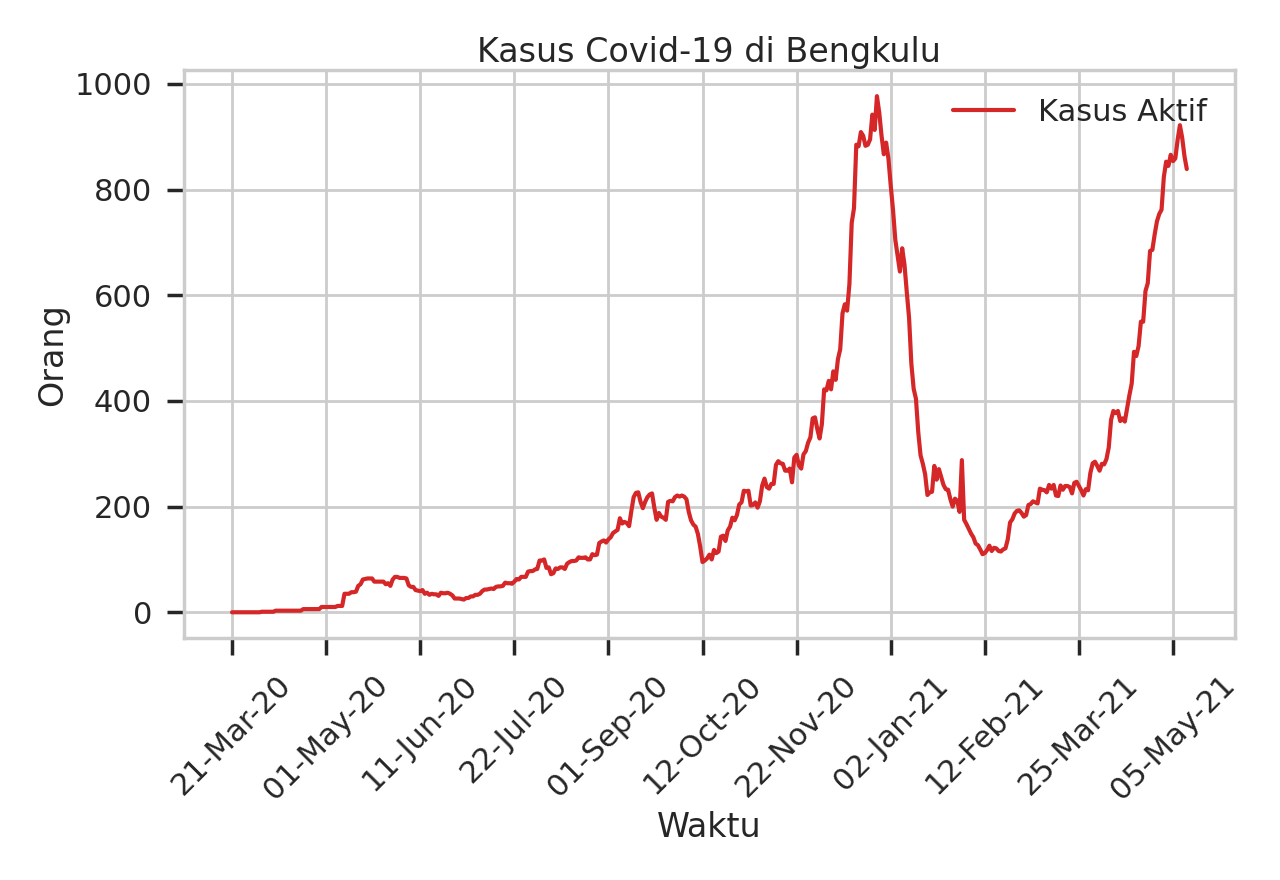 Kasus Covid-19 di Bengkulu
Kasus Aktif
Orang
1000
800
600
400
200
0
21-Mar-20
01-May-20
11-Jun-20
22-Jul-20
01-Sep-20
12-Oct-20
22-Nov-20
02-Jan-21
12-Feb-21
25-Mar-21
05-May-21
Waktu